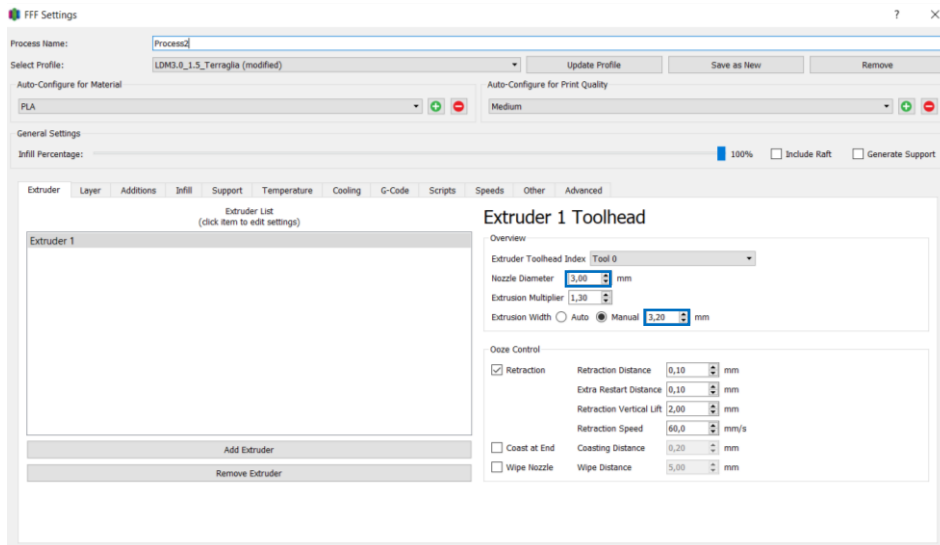 FFF Settings ? ×
Process Name: Process2
Select Profile: LDM3.0_1.5_Terraglia (modified) Update Profile Save as New Remove
Auto-Configure for Material
PLA
Auto-Configure for Print Quality
Medium
General Settings
Infill Percentage: 100% Include Raft Generate Support
Extruder Layer Additions Infill Support Temperature Cooling G-Code Scripts Speeds Other Advanced
Extruder List
(click item to edit settings)
Extruder 1
Add Extruder
Remove Extruder
Extruder 1 Toolhead
Overview
Extruder Toolhead Index Tool 0
Nozzle Diameter 3,00 mm
Extrusion Multiplier 1,30
Extrusion Width Auto Manual 3,20 mm
Ooze Control
Retraction Retraction Distance 0,10 mm
Extra Restart Distance 0,10 mm
Retraction Vertical Lift 2,00 mm
Retraction Speed 60,0 mm/s
Coast at End Coasting Distance 0,20 mm
Wipe Nozzle Wipe Distance 5,00 mm